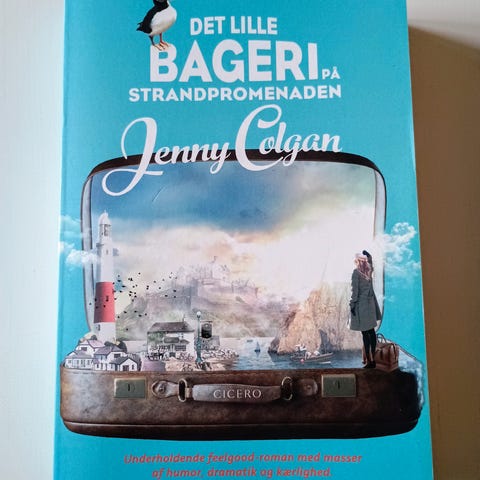 DET LILLE
BAGERI PÅ
STRANDPROMENADEN
Jenny Colgan
CICERO
Underholdende feelgood-roman med masser
af humor, dramatik og kærlighed.